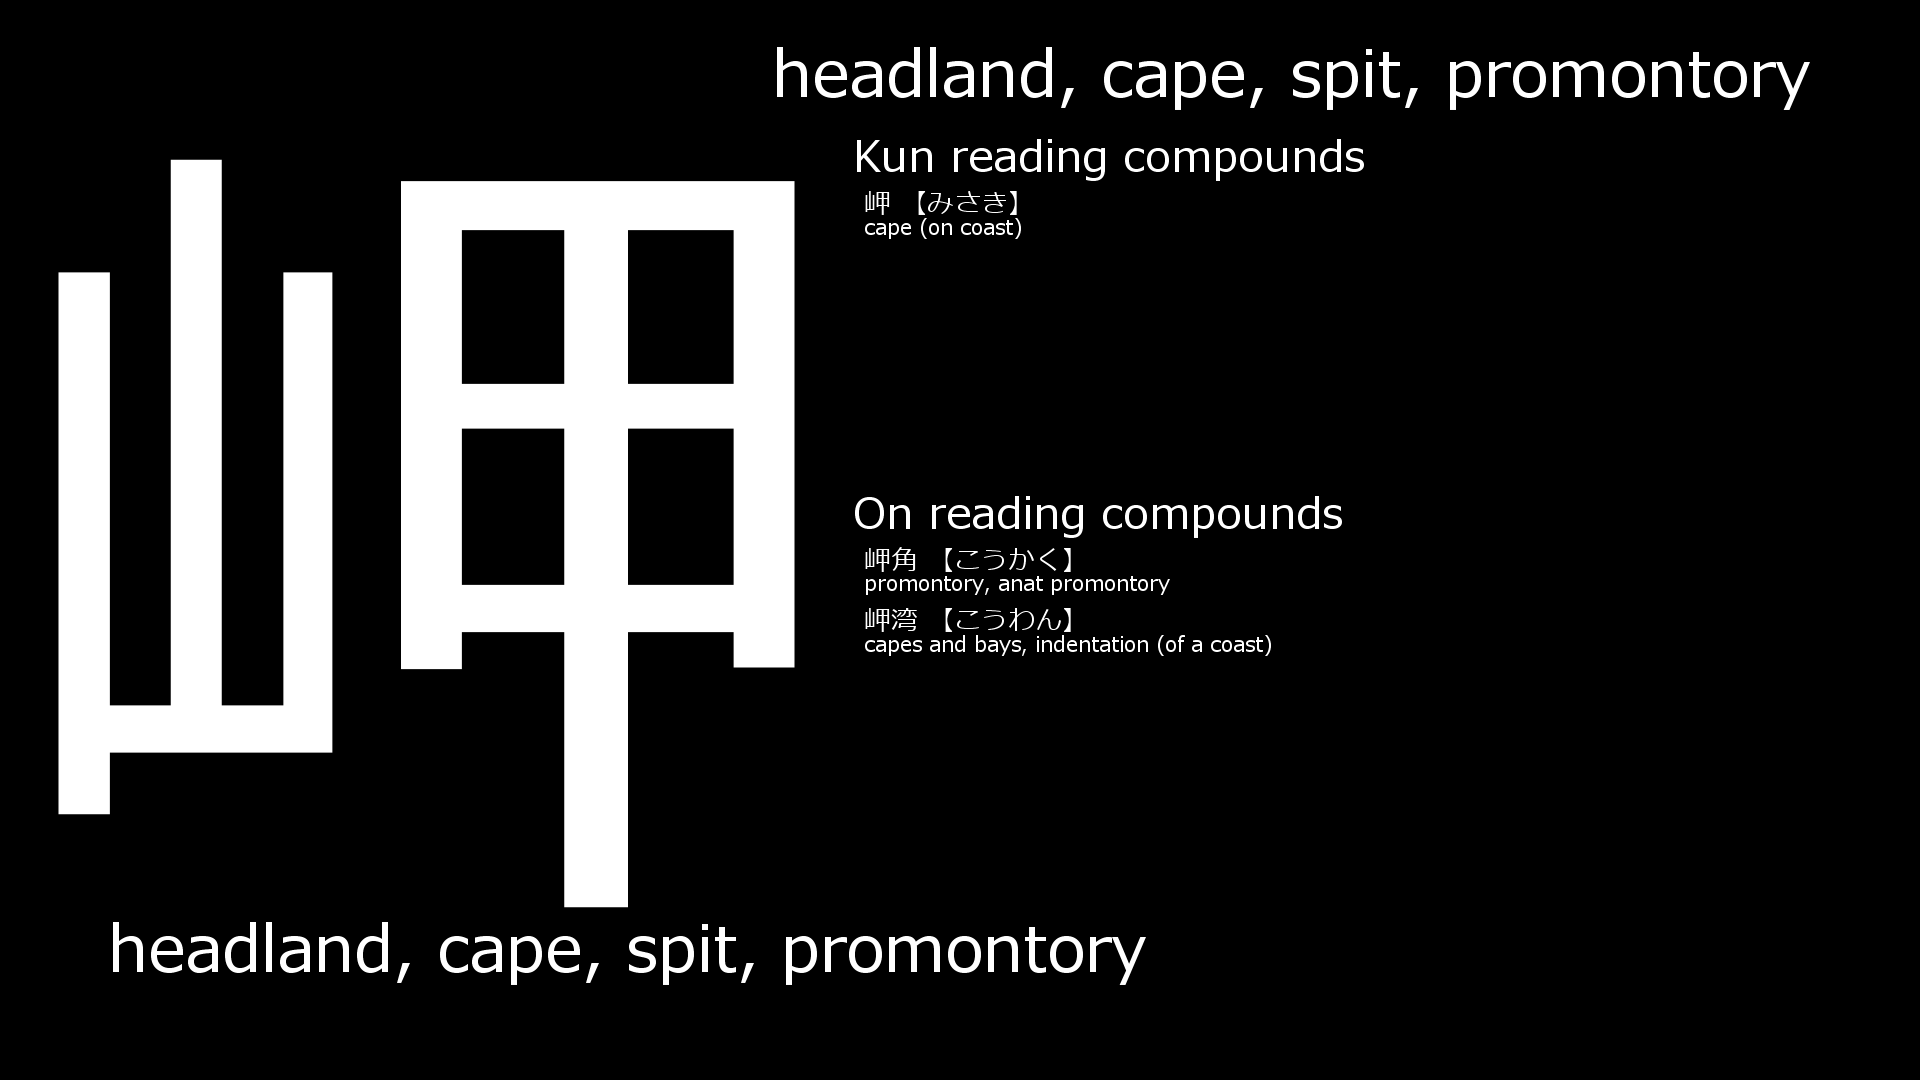 岬
headland, cape, spit, promontory
Kun reading compounds
岬 【みさき】
cape (on coast)
On reading compounds
岬角 【こうかく】
promontory, anat promontory
岬湾 【こうわん】
capes and bays, indentation (of a coast)
headland, cape, spit, promontory